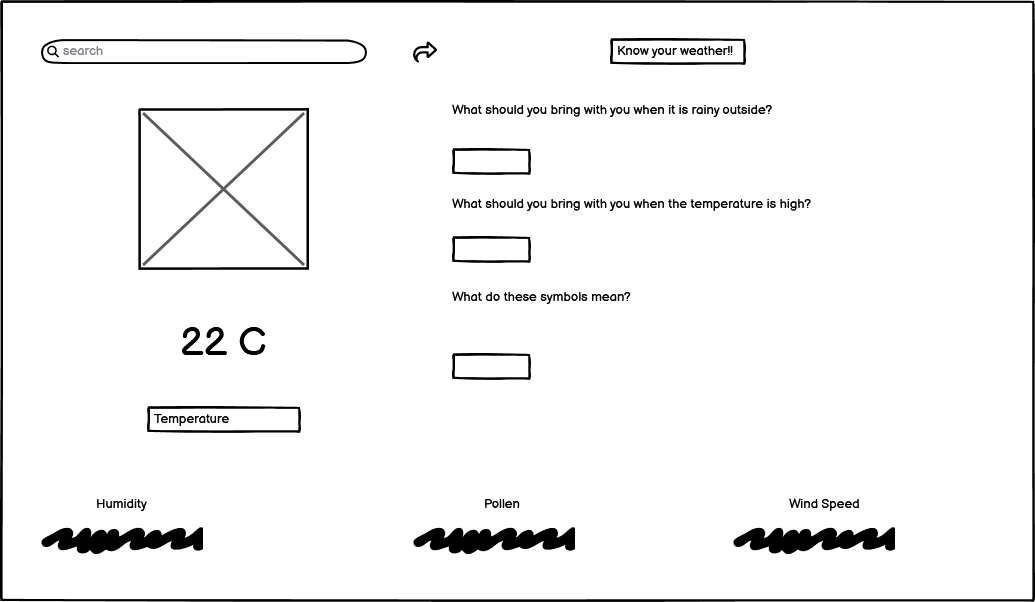 search
Know your weather!!
What should you bring with you when it is rainy outside?
What should you bring with you when the temperature is high?
What do these symbols mean?
22 C
Temperature
Humidity
Pollen
Wind Speed